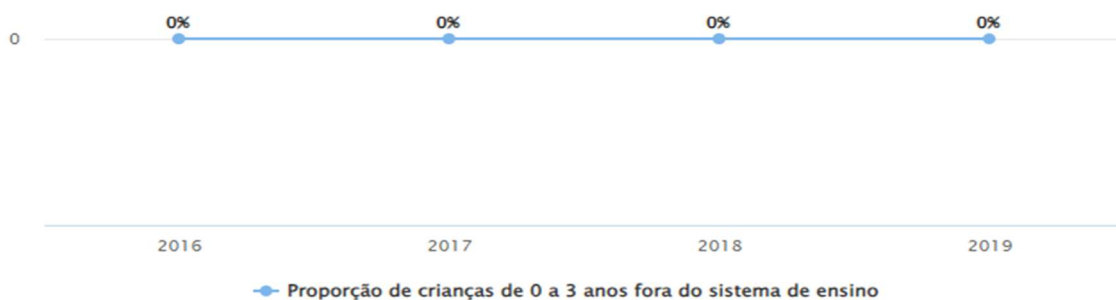 0% 0% 0% 0%
0
2016 2017 2018 2019
Proporção de crianças de 0 a 3 anos fora do sistema de ensino